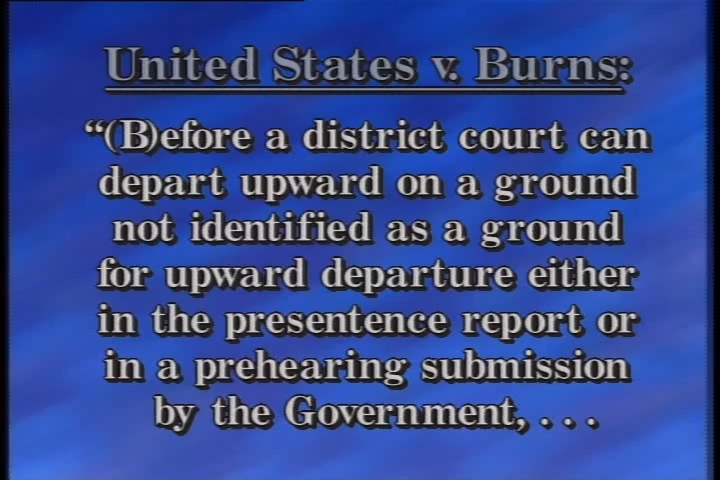 United States v. Burns:
“(B)efore a district court can
depart upward on a ground
not identified as a ground
for upward departure either
in the presentence report or
in a prehearing submission
by the Government, . . .